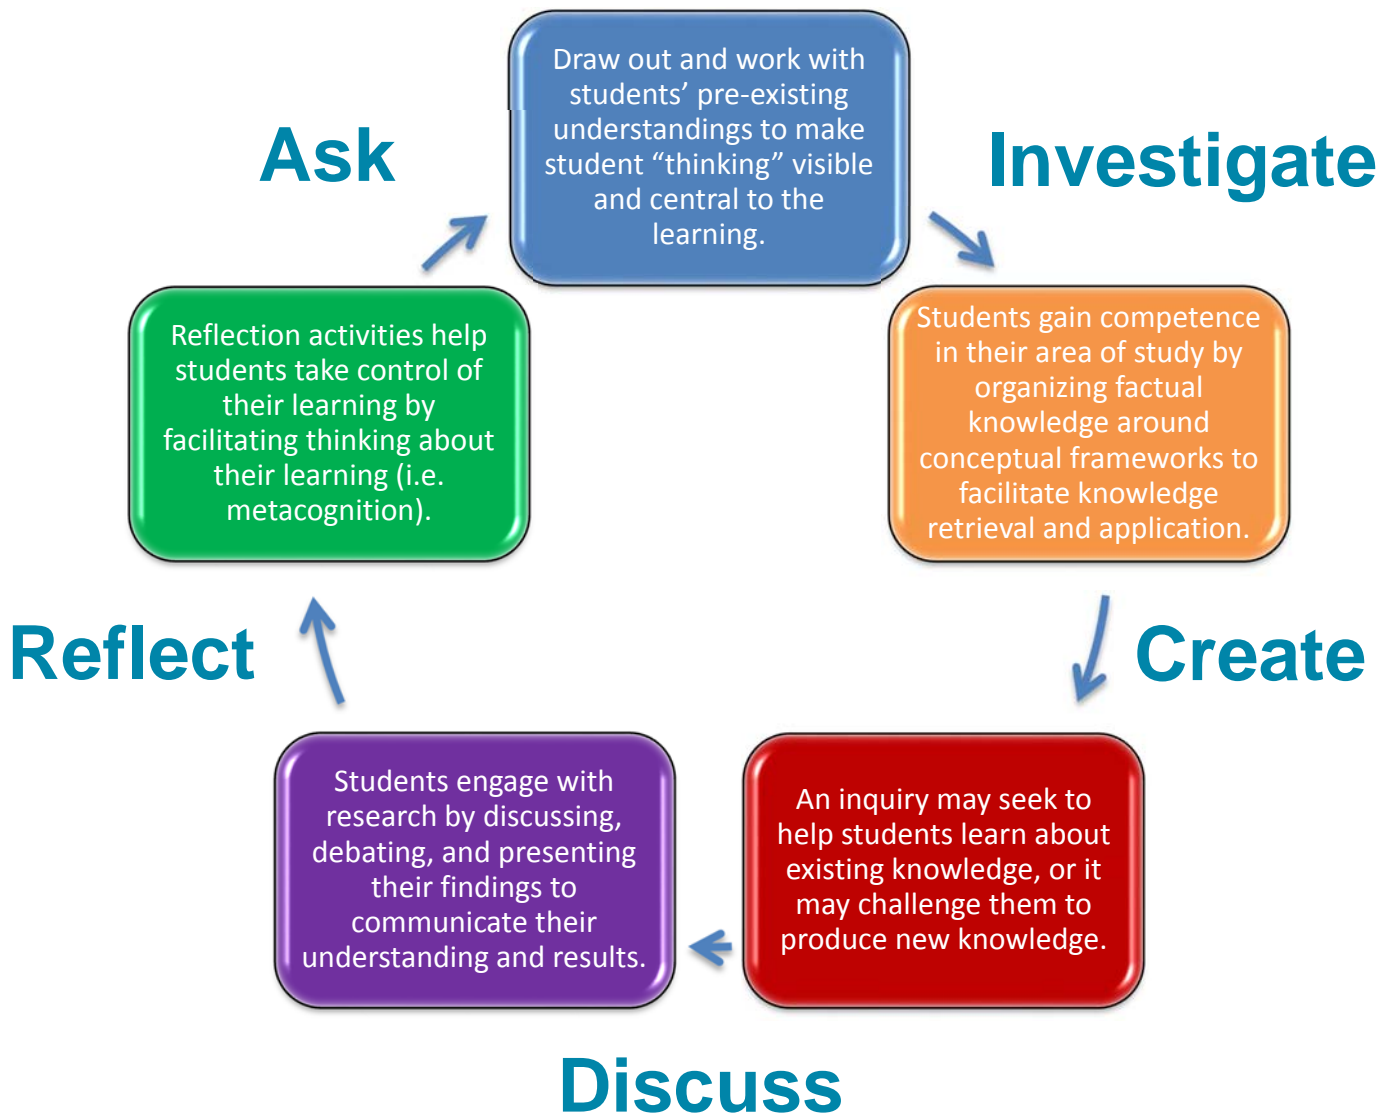 Ask
Draw out and work with
students’ pre-existing
understandings to make
student “thinking” visible
and central to the
learning.
Investigate
Students gain competence
in their area of study by
organizing factual
knowledge around
conceptual frameworks to
facilitate knowledge
retrieval and application.
Create
An inquiry may seek to
help students learn about
existing knowledge, or it
may challenge them to
produce new knowledge.
Discuss
Students engage with
research by discussing,
debating, and presenting
their findings to
communicate their
understanding and results.
Reflect
Reflection activities help
students take control of
their learning by
facilitating thinking about
their learning (i.e.
metacognition).